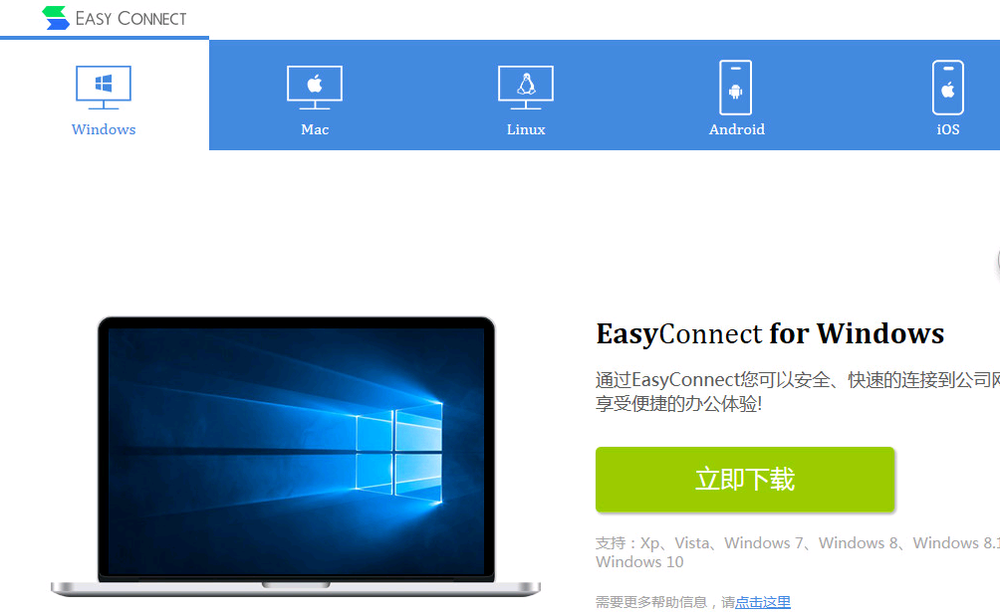 EASY CONNECT
Windows
Mac
Linux
Android
iOS
EasyConnect for Windows
通过EasyConnect您可以安全、快速的连接到公司网
享受便捷的办公体验!
立即下载
支持：Xp、Vista、Windows 7、Windows 8、Windows 8.1
Windows 10
需要更多帮助信息，请点击这里